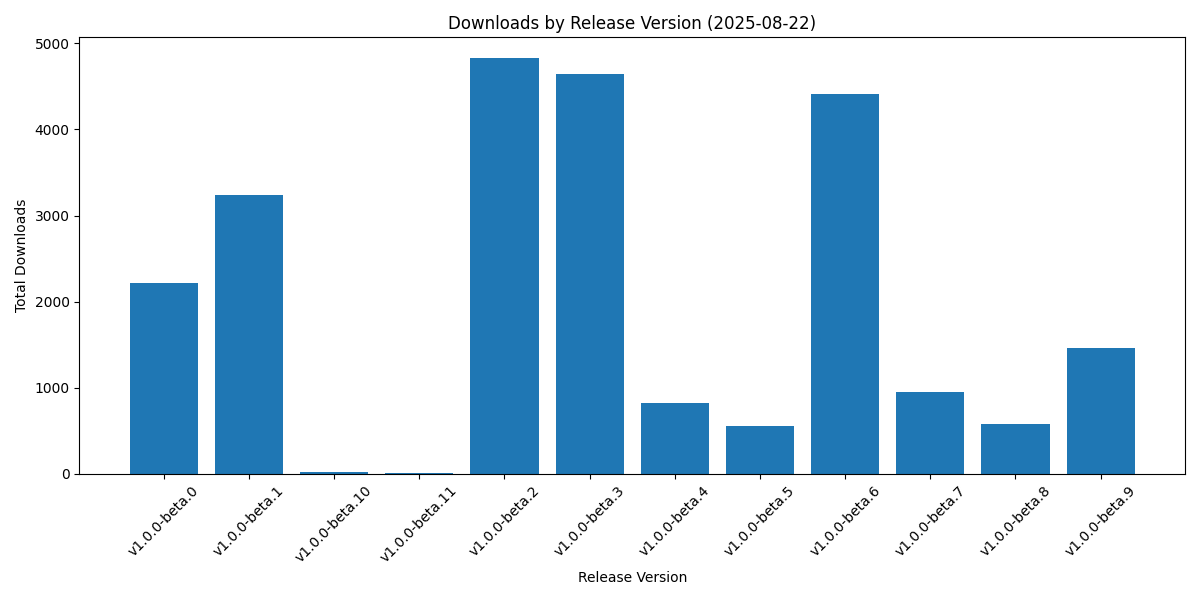 Downloads by Release Version (2025-08-22)
Total Downloads
5000
4000
3000
2000
1000
0
v1.0.0-beta.0
v1.0.0-beta.1
v1.0.0-beta.10
v1.0.0-beta.11
v1.0.0-beta.2
v1.0.0-beta.3
v1.0.0-beta.4
v1.0.0-beta.5
v1.0.0-beta.6
v1.0.0-beta.7
v1.0.0-beta.8
v1.0.0-beta.9
Release Version